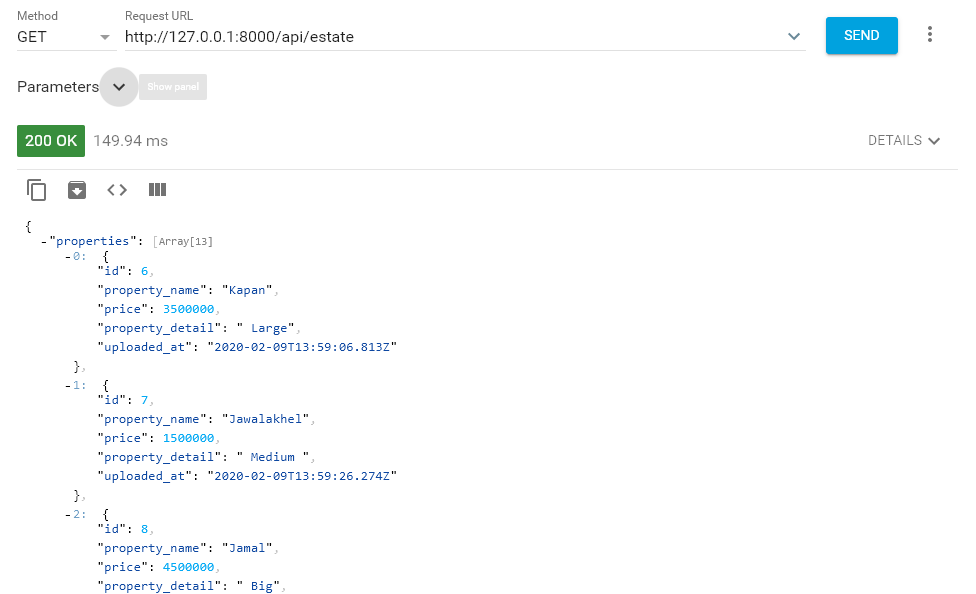 Method Request URL
GET http://127.0.0.1:8000/api/estate SEND
Parameters Show panel
200 OK 149.94 ms DETAILS
{
-"properties": [Array[13]
-0: {
"id": 6,
"property_name": "Kapan",
"price": 3500000,
"property_detail": " Large",
"uploaded_at": "2020-02-09T13:59:06.813Z"
},
-1: {
"id": 7,
"property_name": "Jawalakhel",
"price": 1500000,
"property_detail": " Medium ",
"uploaded_at": "2020-02-09T13:59:26.274Z"
},
-2: {
"id": 8,
"property_name": "Jamal",
"price": 4500000,
"property_detail": " Big",